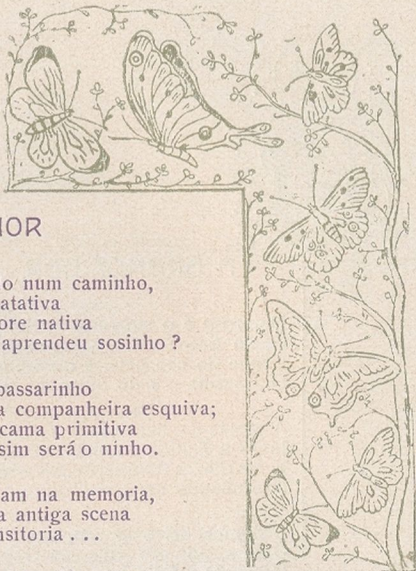 IOR
o num caminho,
atativa
ore nativa
aprendeu sosinho ?
passarinho
a companheira esquiva;
cama primitiva
sim será o ninho.
am na memoria,
a antiga scena
nsitoria . . .